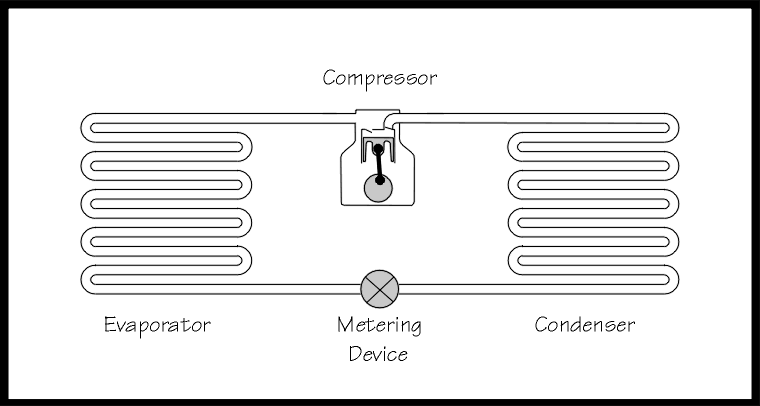 Compressor
Evaporator
Metering
Device
Condenser